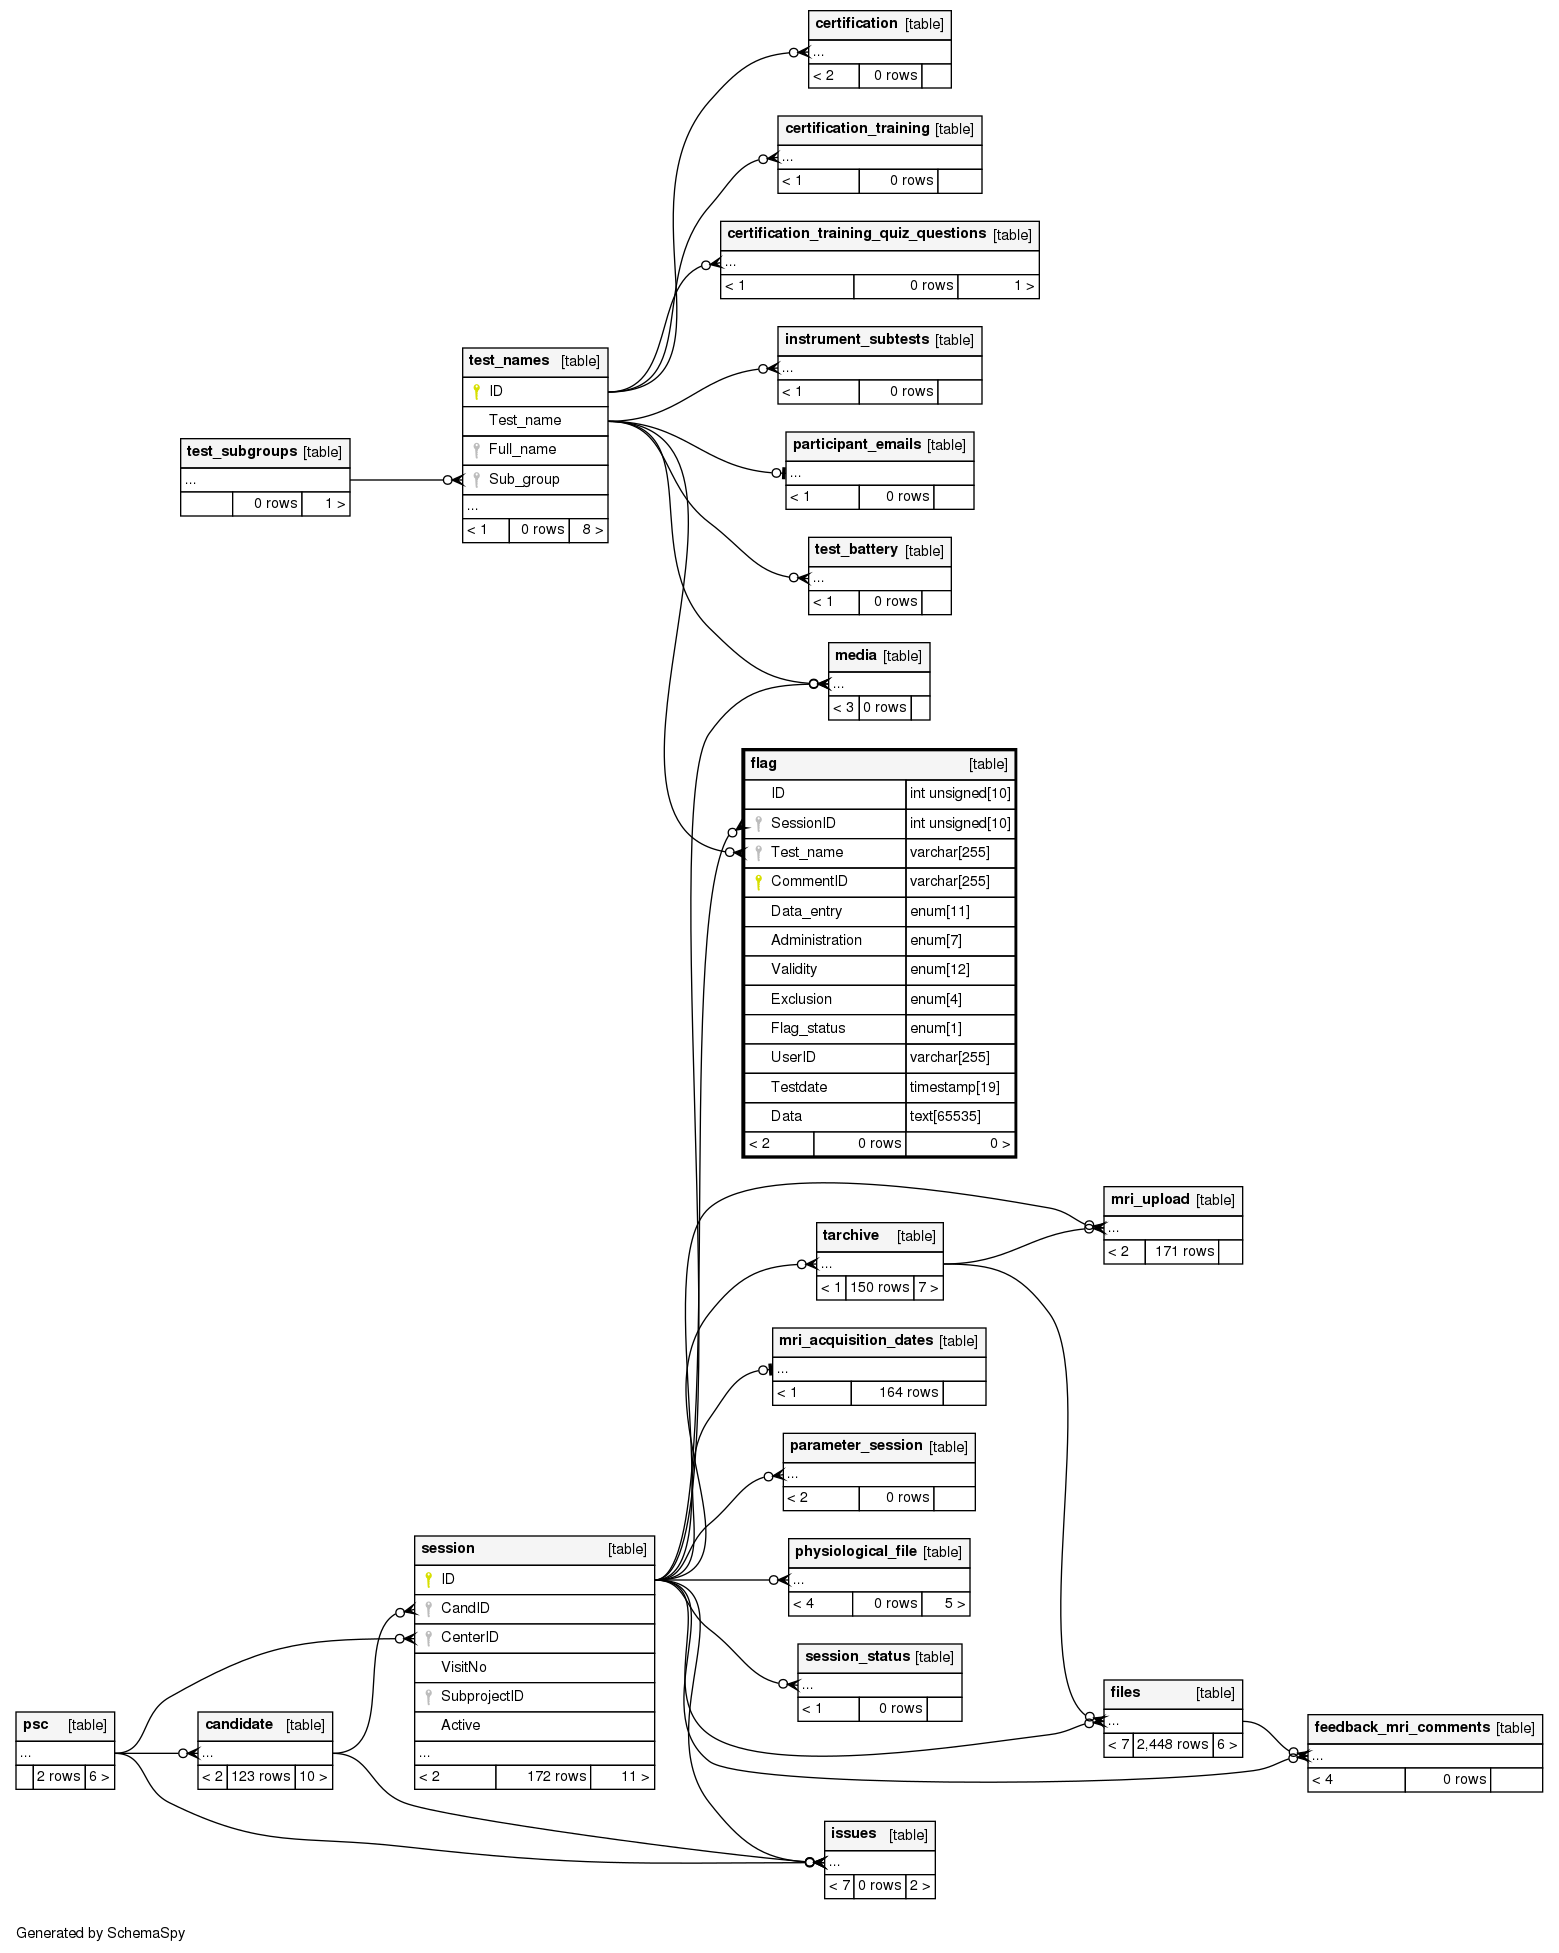 certification [table]
...
< 2 0 rows
certification_training [table]
...
< 1 0 rows
certification_training_quiz_questions [table]
...
< 1 0 rows 1 >
instrument_subtests [table]
...
< 1 0 rows
test_names [table]
ID
Test_name
Full_name
Sub_group
...
< 1 0 rows 8 >
test_subgroups [table]
...
0 rows 1 >
participant_emails [table]
...
< 1 0 rows
test_battery [table]
...
< 1 0 rows
media [table]
...
< 3 0 rows
flag [table]
ID int unsigned[10]
SessionID int unsigned[10]
Test_name varchar[255]
CommentID varchar[255]
Data_entry enum[11]
Administration enum[7]
Validity enum[12]
Exclusion enum[4]
Flag_status enum[1]
UserID varchar[255]
Testdate timestamp[19]
Data text[65535]
< 2 0 rows 0 >
mri_upload [table]
...
< 2 171 rows
tarchive [table]
...
< 1 150 rows 7 >
mri_acquisition_dates [table]
...
< 1 164 rows
parameter_session [table]
...
< 2 0 rows
session [table]
ID
CandID
CenterID
VisitNo
SubprojectID
Active
...
< 2 172 rows 11 >
physiological_file [table]
...
< 4 0 rows 5 >
session_status [table]
...
< 1 0 rows
files [table]
...
< 7 2,448 rows 6 >
feedback_mri_comments [table]
...
< 4 0 rows
psc [table]
...
2 rows 6 >
candidate [table]
...
< 2 123 rows 10 >
issues [table]
...
< 7 0 rows 2 >
Generated by SchemaSpy